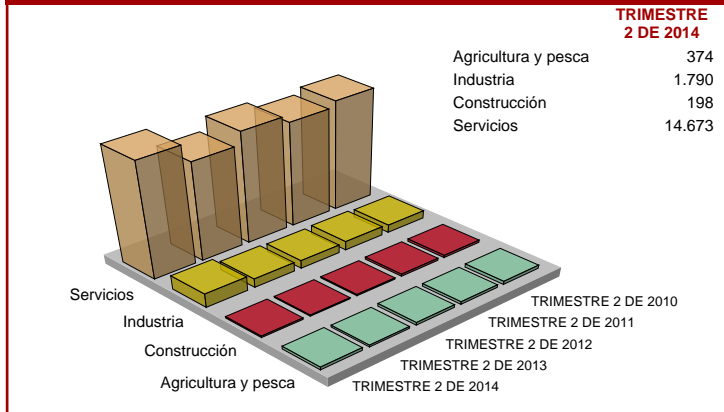 TRIMESTRE
2 DE 2014
Agricultura y pesca 374
Industria 1.790
Construcción 198
Servicios 14.673
Servicios
Industria
Construcción
Agricultura y pesca
TRIMESTRE 2 DE 2010
TRIMESTRE 2 DE 2011
TRIMESTRE 2 DE 2012
TRIMESTRE 2 DE 2013
TRIMESTRE 2 DE 2014